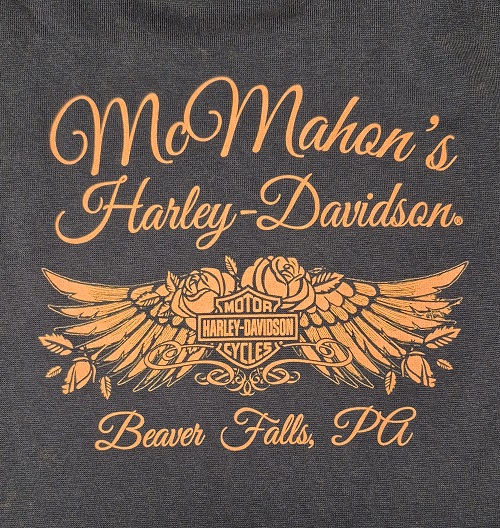 McMahon's
Harley-Davidson®
MOTOR
HARLEY-DAVIDSON
CYCLES
Beaver Falls, PA